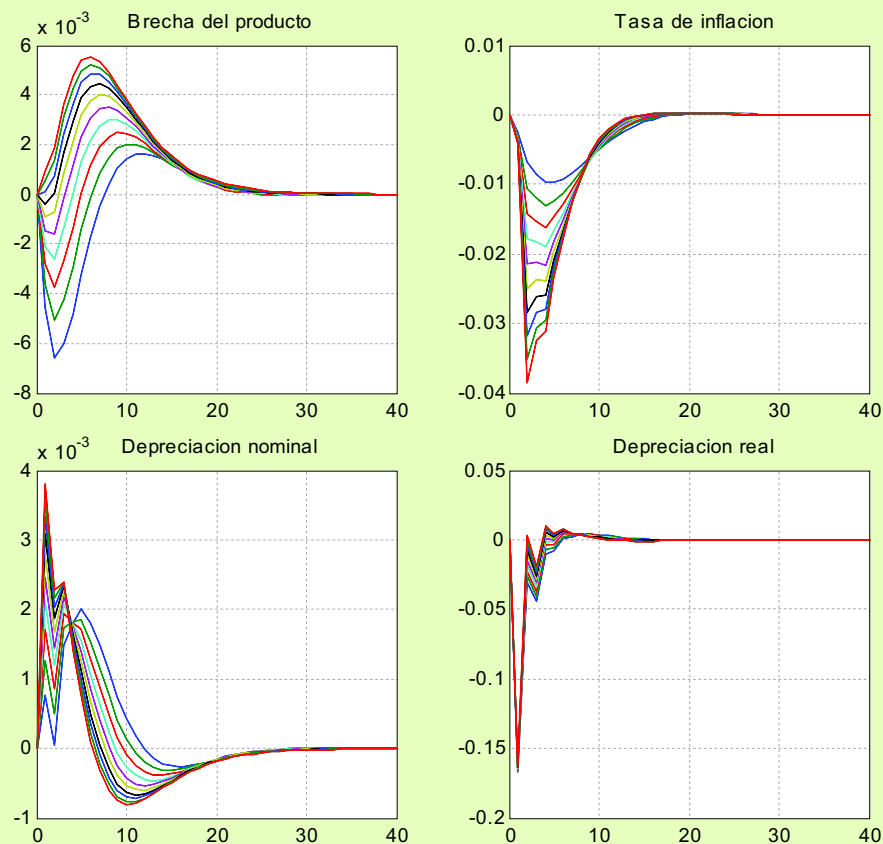 Brecha del producto
x 10-3
6
4
2
0
-2
-4
-6
-8
0 10 20 30 40
Tasa de inflacion
0.01
0
-0.01
-0.02
-0.03
-0.04
0 10 20 30 40
Depreciacion nominal
x 10-3
4
3
2
1
0
-1
0 10 20 30 40
Depreciacion real
0.05
0
-0.05
-0.1
-0.15
-0.2
0 10 20 30 40